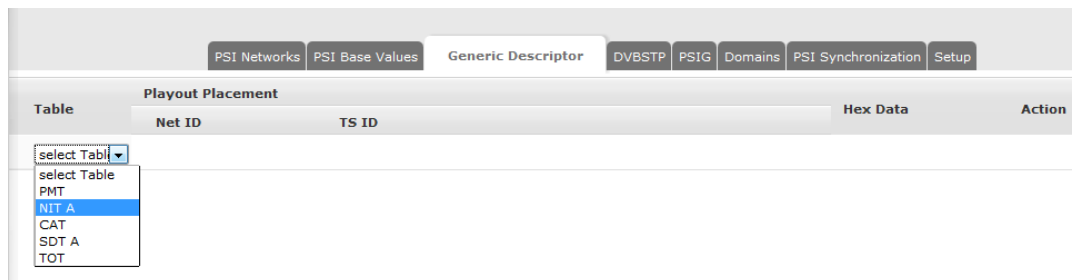 PSI Networks PSI Base Values Generic Descriptor DVBSTP PSIG Domains PSI Synchronization Setup
Table Playout Placement Hex Data Action
Net ID TS ID
select Tabl
select Table
PMT
NIT A
CAT
SDT A
TOT